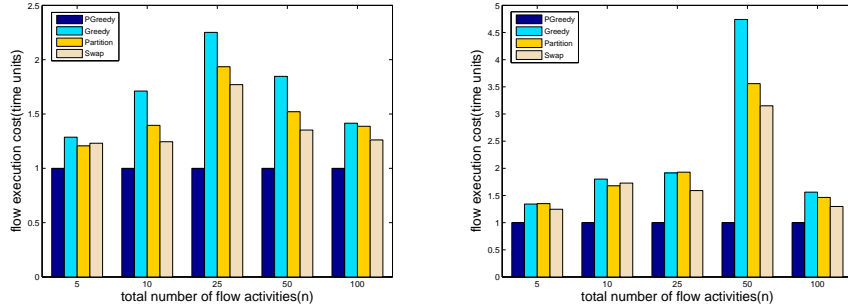 2.5
2
1.5
1
0.5
0
flow execution cost(time units)
PGreedy
Greedy
Partition
Swap
5 10 25 50 100
total number of flow activities(n)
5
4.5
4
3.5
3
2.5
2
1.5
1
0.5
0
flow execution cost(time units)
PGreedy
Greedy
Partition
Swap
5 10 25 50 100
total number of flow activities(n)